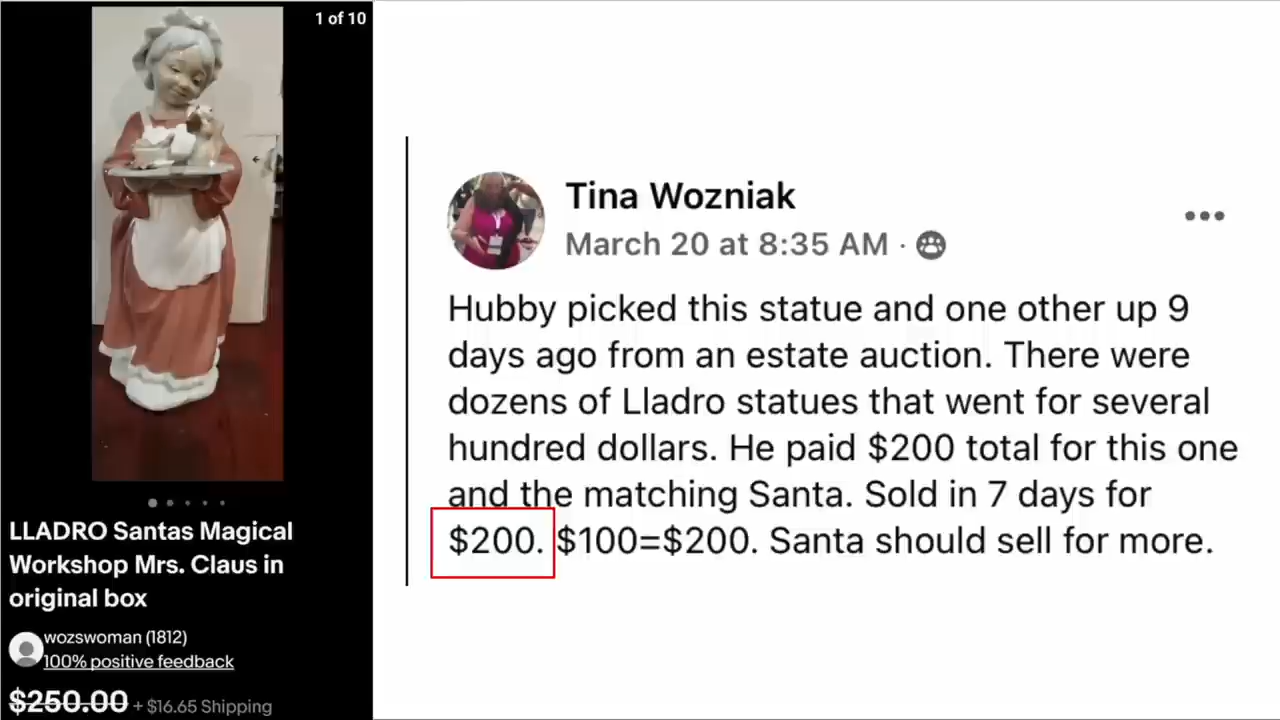 1 of 10
LLADRO Santas Magical
Workshop Mrs. Claus in
original box
wozswoman (1812)
100% positive feedback
$250.00 + $16.65 Shipping
Tina Wozniak
March 20 at 8:35 AM ·
Hubby picked this statue and one other up 9
days ago from an estate auction. There were
dozens of Lladro statues that went for several
hundred dollars. He paid $200 total for this one
and the matching Santa. Sold in 7 days for
$200. $100=$200. Santa should sell for more.